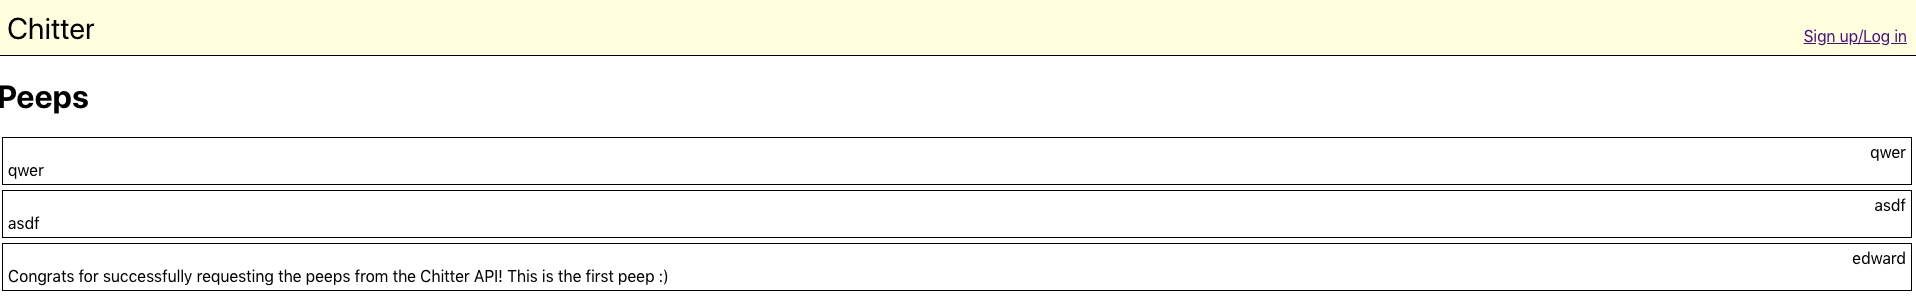 Chitter
Sign up/Log in
Peeps
qwer
qwer
asdf
asdf
edward
Congrats for successfully requesting the peeps from the Chitter API! This is the first peep :)